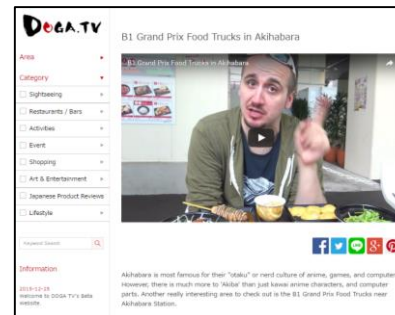 DOGA.TV
Area
Category
Sightseeing
Restaurants / Bars
Activities
Event
Shopping
Art & Entertainment
Japanese Product Reviews
Lifestyle
Keyword Search
Information
2015-11-15
Welcome to DOGA TV's Beta
website.
B1 Grand Prix Food Trucks in Akihabara
B1 Grand Prix Food Trucks in Akihabara
Akihabara is most famous for their "otaku" or nerd culture of anime, games, and computer
However, there is much more to 'Akiba' than just kawai anime characters, and computer
parts. Another really interesting area to check out is the B1 Grand Prix Food Trucks near
Akihabara Station.